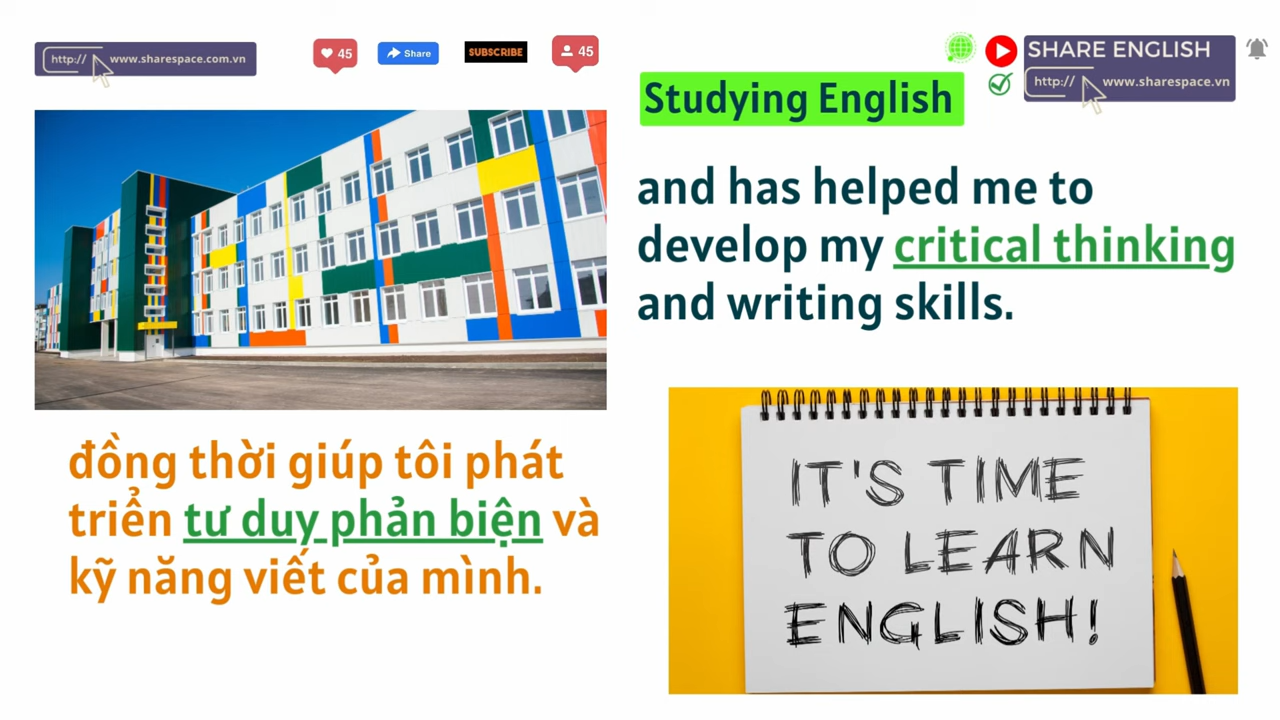 http:// www.sharespace.com.vn
45
Share
SUBSCRIBE
45
SHARE ENGLISH
http:// www.sharespace.vn
Studying English
and has helped me to
develop my critical thinking
and writing skills.
đồng thời giúp tôi phát
triển tư duy phản biện và
kỹ năng viết của mình.
IT'S TIME
TO LEARN
ENGLISH!